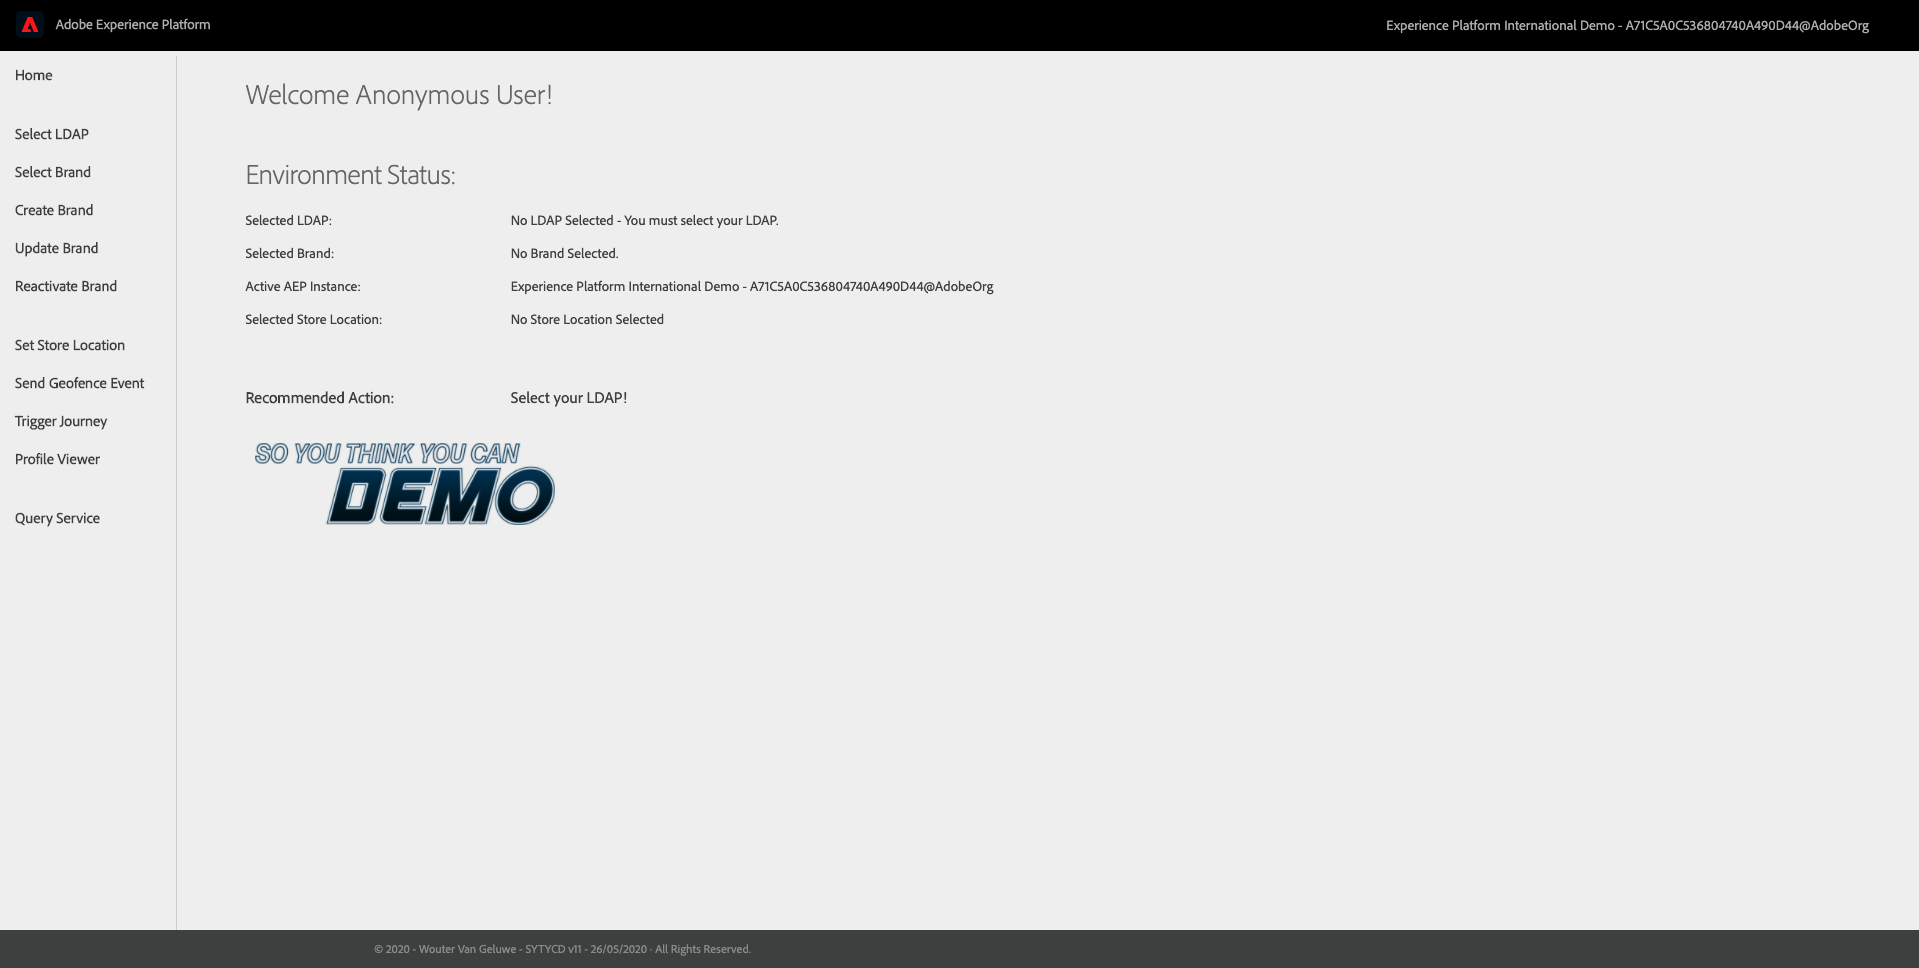 Adobe Experience Platform
Experience Platform International Demo - A71C5A0C536804740A490D44@AdobeOrg
Home
Select LDAP
Select Brand
Create Brand
Update Brand
Reactivate Brand
Set Store Location
Send Geofence Event
Trigger Journey
Profile Viewer
Query Service
Welcome Anonymous User!
Environment Status:
Selected LDAP: No LDAP Selected - You must select your LDAP.
Selected Brand: No Brand Selected.
Active AEP Instance: Experience Platform International Demo - A71C5A0C536804740A490D44@AdobeOrg
Selected Store Location: No Store Location Selected
Recommended Action: Select your LDAP!
SO YOU THINK YOU CAN
DEMO
© 2020 - Wouter Van Geluwe - SYTYCD v11 - 26/05/2020 · All Rights Reserved.